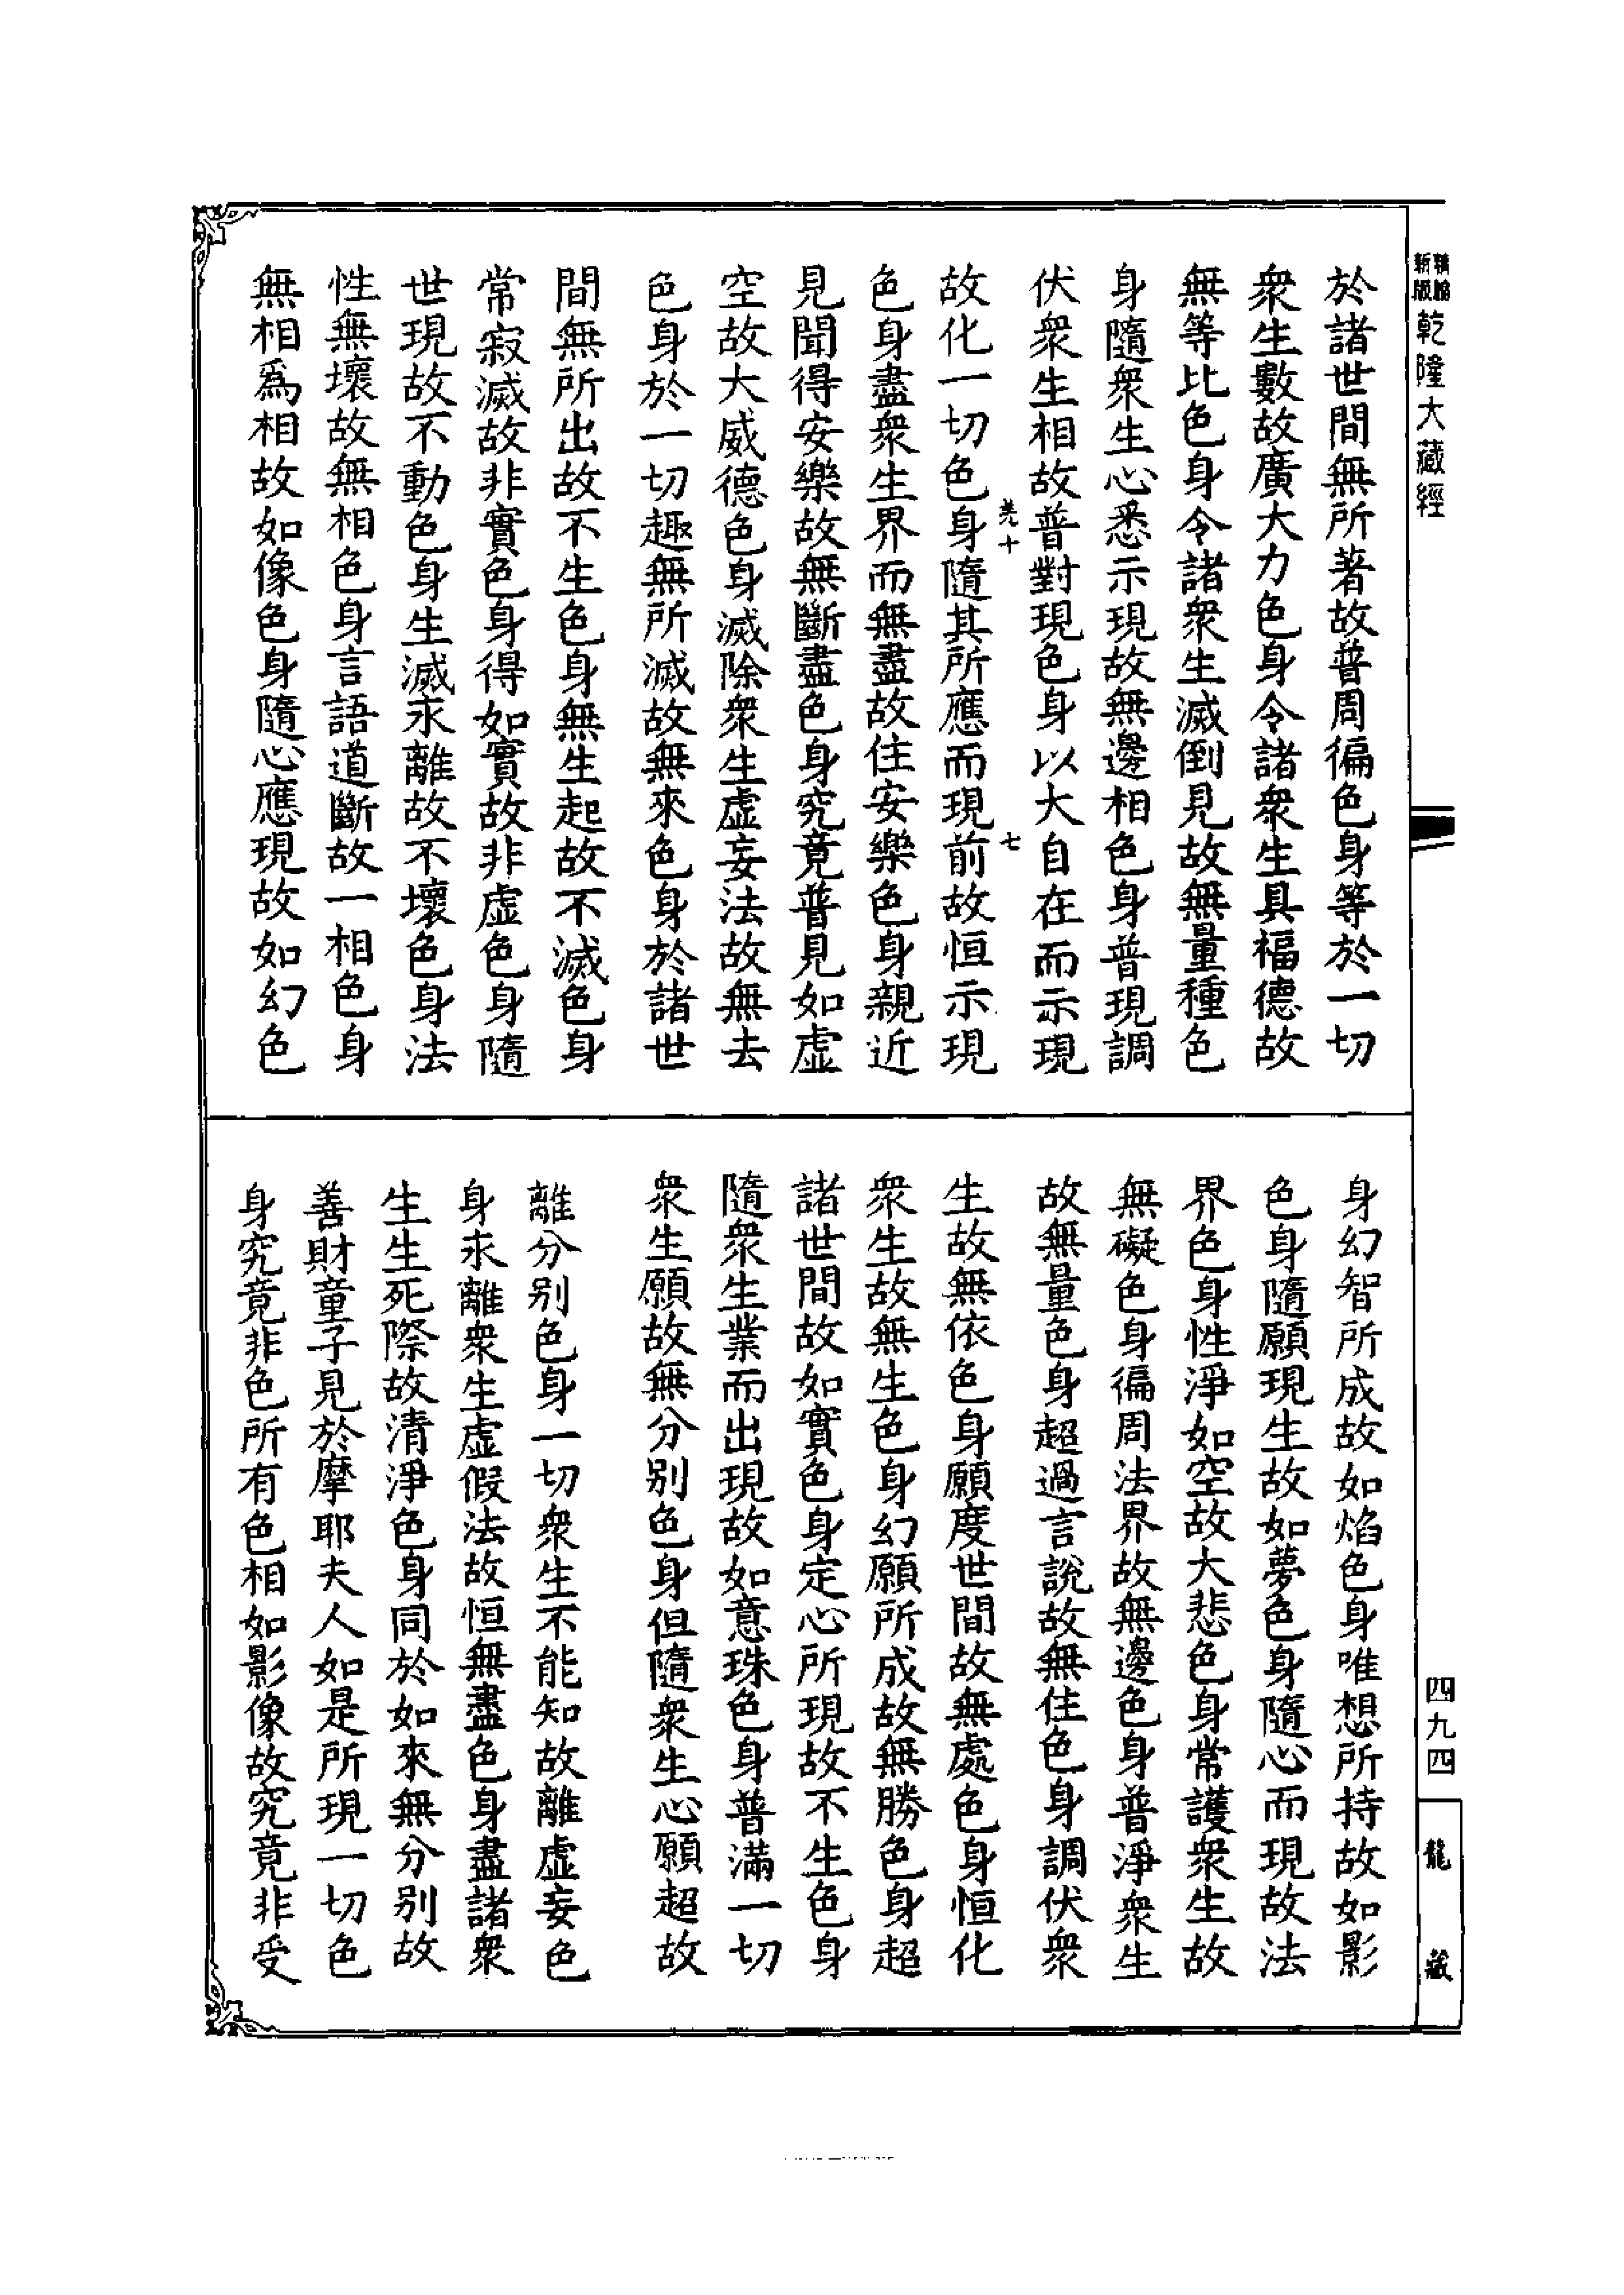 新版
精縮
乾隆大藏經
於諸世間無所著故普周徧色身等於一切
衆生數故廣大力色身令諸衆生具福德故
無等比色身令諸衆生滅倒見故無量種色
身隨衆生心悉示現故無邊相色身普現調
伏衆生相故普對現色身以大自在而示現
十 七
故化一切色身隨其所應而現前故恒示現
色身盡衆生界而無盡故住安樂色身親近
見聞得安樂故無斷盡色身究竟普見如虛
空故大威德色身滅除衆生虛妄法故無去
色身於一切趣無所滅故無來色身於諸世
間無所出故不生色身無生起故不滅色身
常寂滅故非實色身得如實故非虛色身隨
世現故不動色身生滅永離故不壞色身法
性無壞故無相色身言語道斷故一相色身
無相爲相故如像色身隨心應現故如幻色
身幻智所成故如焰色身唯想所持故如影
色身隨願現生故如夢色身隨心而現故法
界色身性淨如空故大悲色身常護衆生故
無礙色身徧周法界故無邊色身普淨衆生
故無量色身超過言說故無住色身調伏衆
生故無依色身願度世間故無處色身恒化
衆生故無生色身幻願所成故無勝色身超
諸世間故如實色身定心所現故不生色身
隨衆生業而出現故如意珠色身普滿一切
衆生願故無分别色身但隨衆生心願超故
離分别色身一切衆生不能知故離虛妄色
身永離衆生虛假法故恒無盡色身盡諸衆
生生死際故清淨色身同於如來無分别故
善財童子見於摩耶夫人如是所現一切色
身究竟非色所有色相如影像故究竟非受
四九四
龍藏